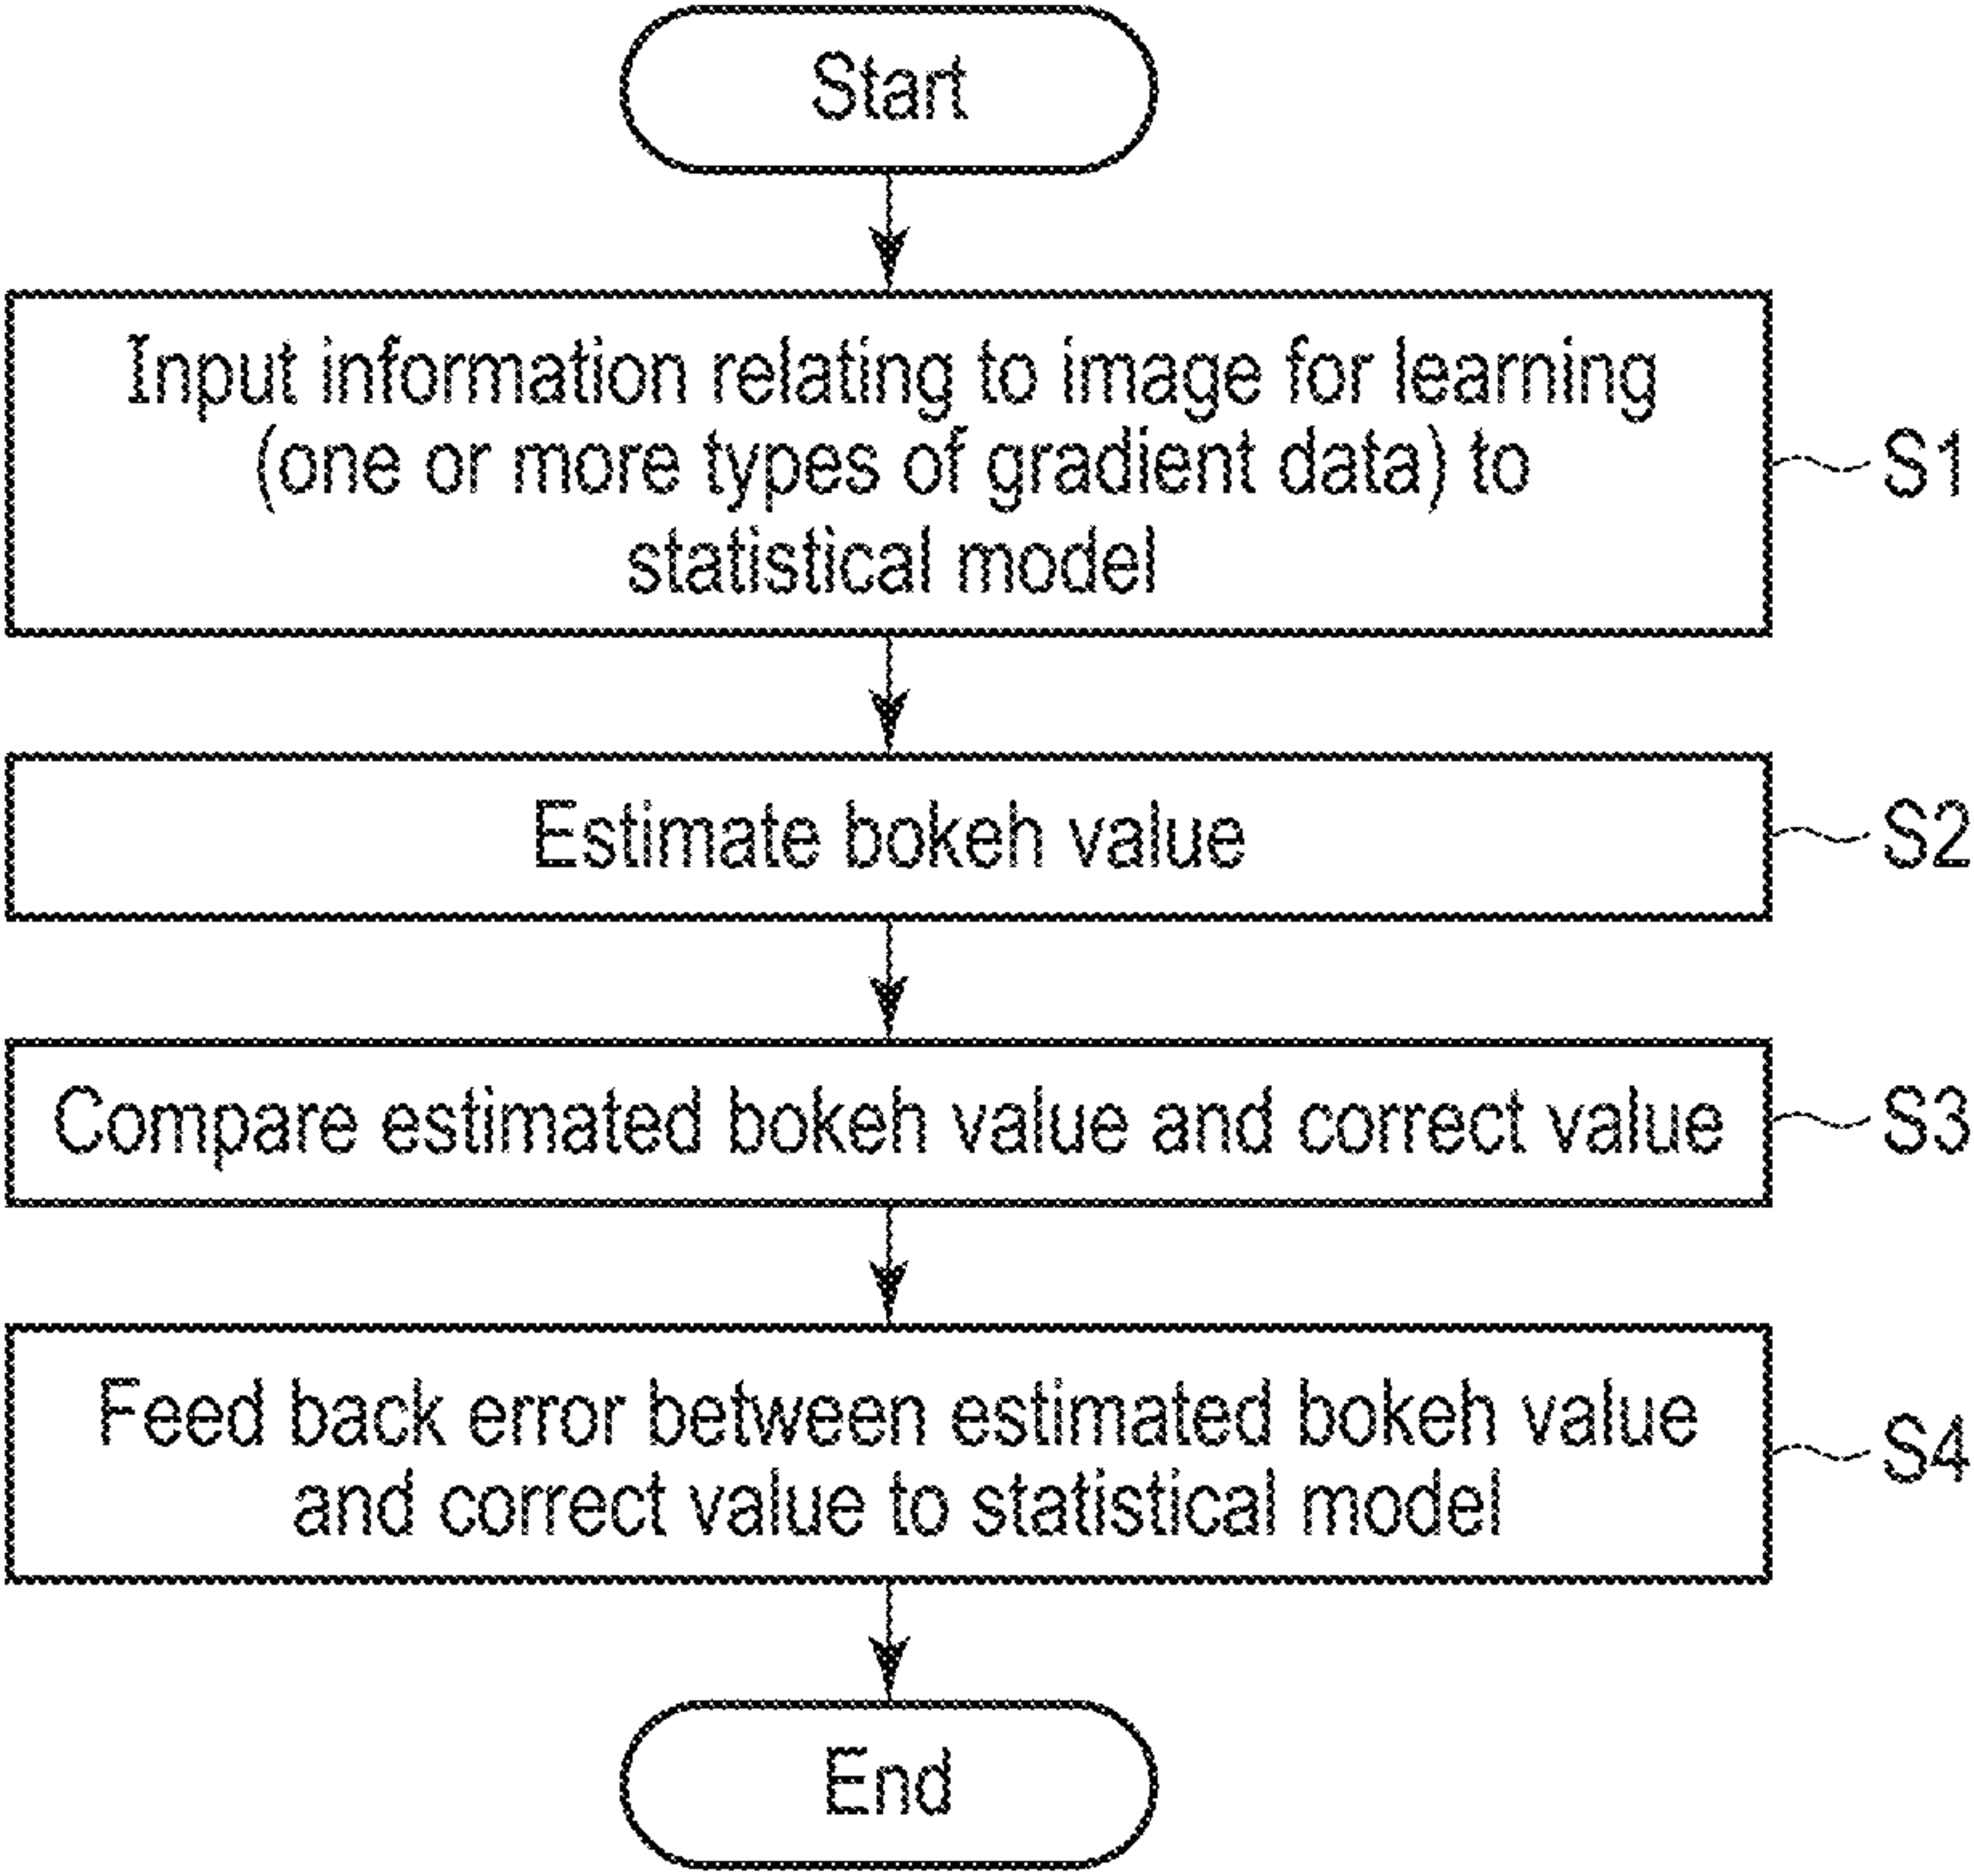 Start
Input information relating to image for learning
(one or more types of gradient data) to
statistical model
S1
Estimate bokeh value
S2
Compare estimated bokeh value and correct value
S3
Feed back error between estimated bokeh value
and correct value to statistical model
S4
End